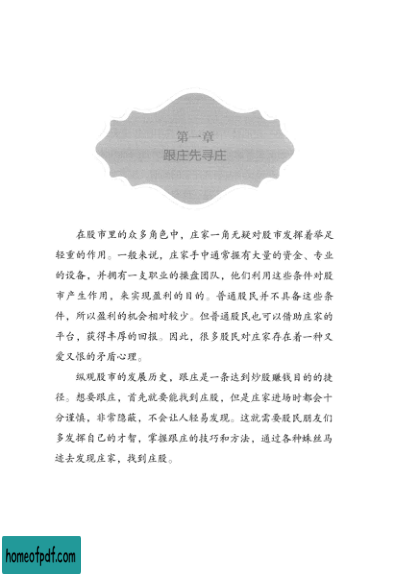 第一章
跟庄先寻庄
在股市里的众多角色中，庄家一角无疑对股市发挥着举足
轻重的作用。一般来说，庄家手中通常握有大量的资金、专业
的设备，并拥有一支职业的操盘团队，他们利用这些条件对股
市产生作用，来实现盈利的目的。普通股民并不具备这些条
件，所以盈利的机会相对较少。但普通股民也可以借助庄家的
平台，获得丰厚的回报。因此，很多股民对庄家存在着一种又
爱又恨的矛盾心理。
纵观股市的发展历史，跟庄是一条达到炒股赚钱目的的捷
径。想要跟庄，首先就要能找到庄股，但是庄家进场时都会十
分谨慎，非常隐蔽，不会让人轻易发现。这就需要股民朋友们
多发挥自己的才智，掌握跟庄的技巧和方法，通过各种蛛丝马
迹去发现庄家，找到庄股。
homeofpdf.com